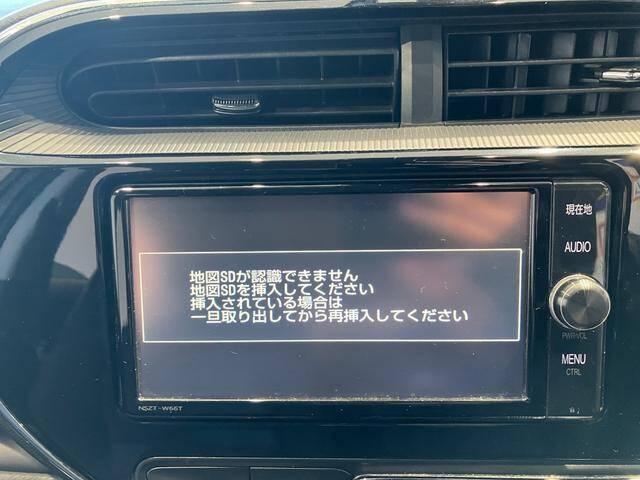 現在地
AUDIO
地図SDが認識できません
地図SDを挿入してください
挿入されている場合は
一旦取り出してから再挿入してください
PWR·VOL
MENU
CTRL
NSZT-W66T